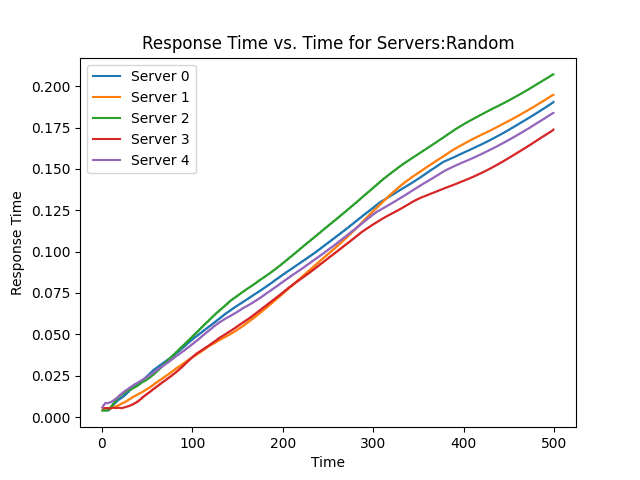 Response Time vs. Time for Servers:Random
Server 0
Server 1
Server 2
Server 3
Server 4
Response Time
0.200
0.175
0.150
0.125
0.100
0.075
0.050
0.025
0.000
0 100 200 300 400 500
Time